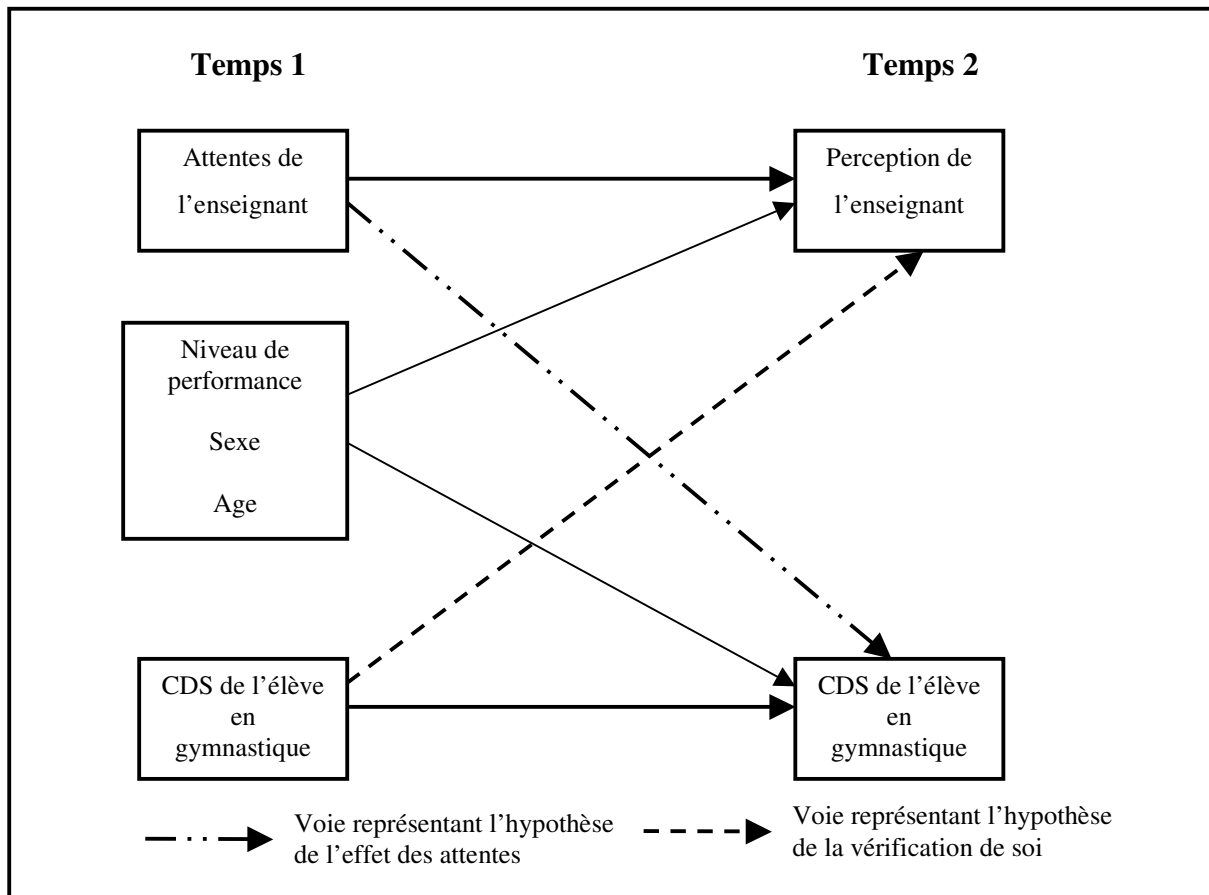 Temps 1
Temps 2
Attentes de
l’enseignant
Perception de
l’enseignant
Niveau de
performance
Sexe
Age
CDS de l’élève
en
gymnastique
CDS de l’élève
en
gymnastique
Voie représentant l’hypothèse
de l’effet des attentes
Voie représentant l’hypothèse
de la vérification de soi